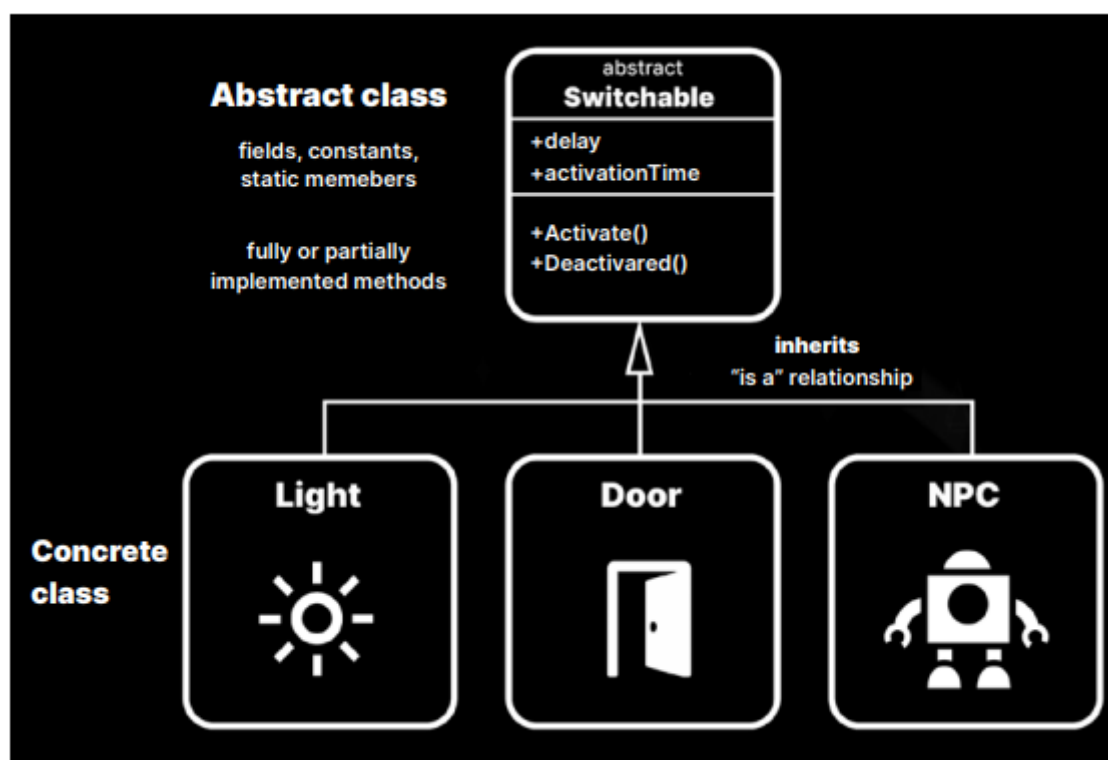 abstract
Switchable
Abstract class
fields, constants,
static memebers
+delay
+activationTime
fully or partially
implemented methods
+Activate()
+Deactivared()
inherits
“is a” relationship
Light
Door
NPC
Concrete
class